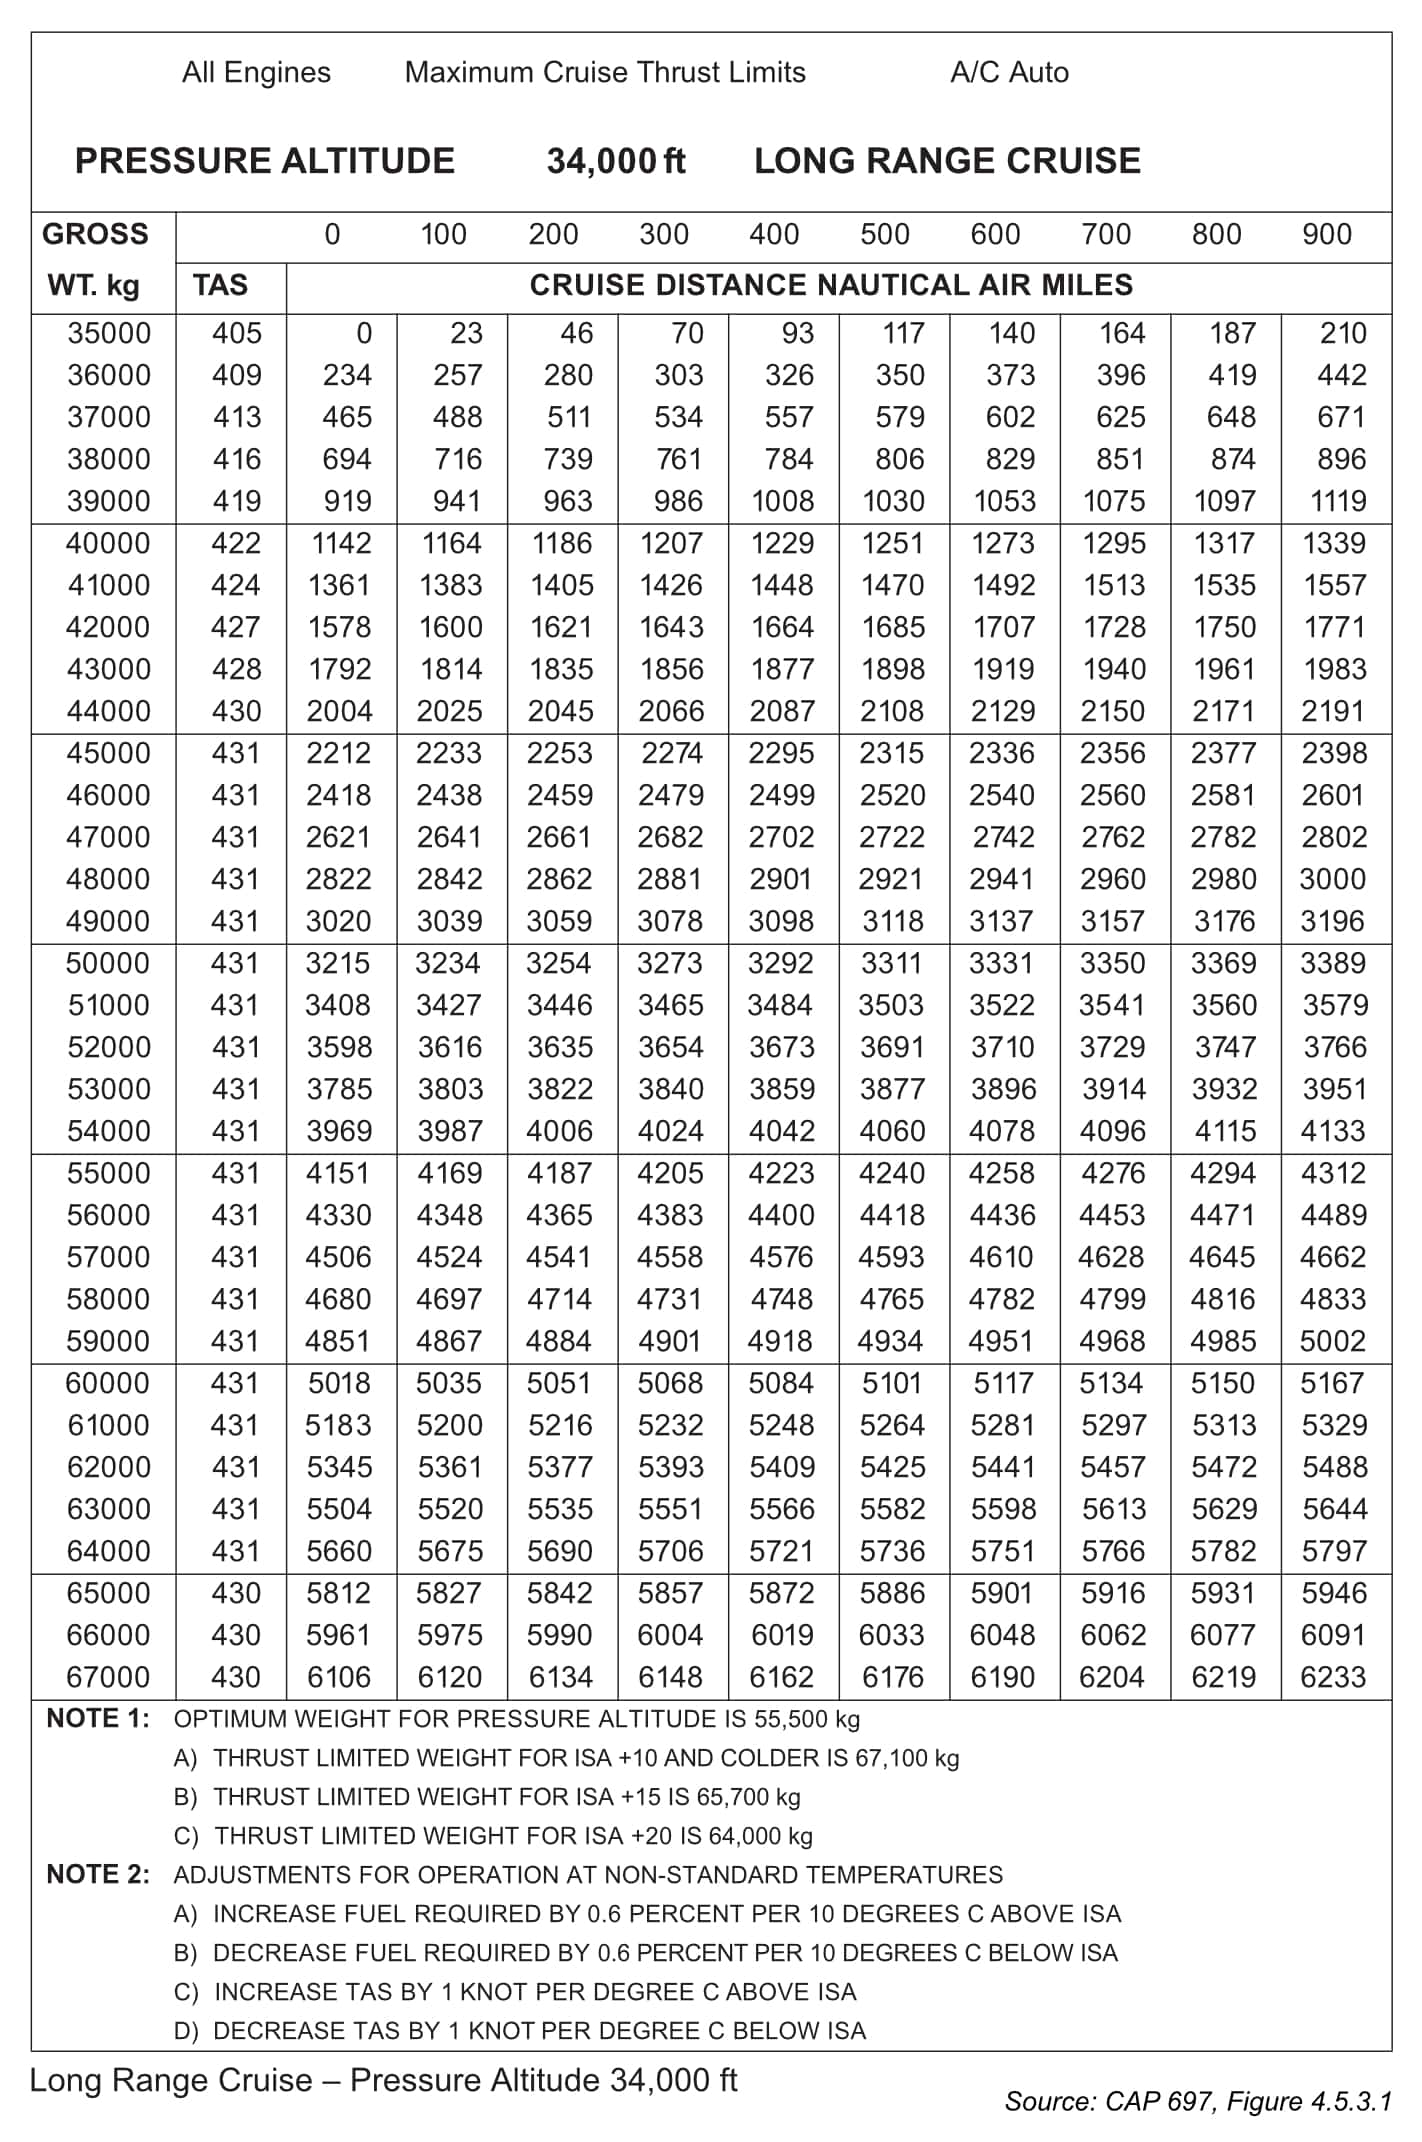 All Engines Maximum Cruise Thrust Limits A/C Auto
PRESSURE ALTITUDE 34,000 ft LONG RANGE CRUISE
GROSS 0 100 200 300 400 500 600 700 800 900
WT. kg TAS CRUISE DISTANCE NAUTICAL AIR MILES
35000 405 0 23 46 70 93 117 140 164 187 210
36000 409 234 257 280 303 326 350 373 396 419 442
37000 413 465 488 511 534 557 579 602 625 648 671
38000 416 694 716 739 761 784 806 829 851 874 896
39000 419 919 941 963 986 1008 1030 1053 1075 1097 1119
40000 422 1142 1164 1186 1207 1229 1251 1273 1295 1317 1339
41000 424 1361 1383 1405 1426 1448 1470 1492 1513 1535 1557
42000 427 1578 1600 1621 1643 1664 1685 1707 1728 1750 1771
43000 428 1792 1814 1835 1856 1877 1898 1919 1940 1961 1983
44000 430 2004 2025 2045 2066 2087 2108 2129 2150 2171 2191
45000 431 2212 2233 2253 2274 2295 2315 2336 2356 2377 2398
46000 431 2418 2438 2459 2479 2499 2520 2540 2560 2581 2601
47000 431 2621 2641 2661 2682 2702 2722 2742 2762 2782 2802
48000 431 2822 2842 2862 2881 2901 2921 2941 2960 2980 3000
49000 431 3020 3039 3059 3078 3098 3118 3137 3157 3176 3196
50000 431 3215 3234 3254 3273 3292 3311 3331 3350 3369 3389
51000 431 3408 3427 3446 3465 3484 3503 3522 3541 3560 3579
52000 431 3598 3616 3635 3654 3673 3691 3710 3729 3747 3766
53000 431 3785 3803 3822 3840 3859 3877 3896 3914 3932 3951
54000 431 3969 3987 4006 4024 4042 4060 4078 4096 4115 4133
55000 431 4151 4169 4187 4205 4223 4240 4258 4276 4294 4312
56000 431 4330 4348 4365 4383 4400 4418 4436 4453 4471 4489
57000 431 4506 4524 4541 4558 4576 4593 4610 4628 4645 4662
58000 431 4680 4697 4714 4731 4748 4765 4782 4799 4816 4833
59000 431 4851 4867 4884 4901 4918 4934 4951 4968 4985 5002
60000 431 5018 5035 5051 5068 5084 5101 5117 5134 5150 5167
61000 431 5183 5200 5216 5232 5248 5264 5281 5297 5313 5329
62000 431 5345 5361 5377 5393 5409 5425 5441 5457 5472 5488
63000 431 5504 5520 5535 5551 5566 5582 5598 5613 5629 5644
64000 431 5660 5675 5690 5706 5721 5736 5751 5766 5782 5797
65000 430 5812 5827 5842 5857 5872 5886 5901 5916 5931 5946
66000 430 5961 5975 5990 6004 6019 6033 6048 6062 6077 6091
67000 430 6106 6120 6134 6148 6162 6176 6190 6204 6219 6233
NOTE 1: OPTIMUM WEIGHT FOR PRESSURE ALTITUDE IS 55,500 kg
A) THRUST LIMITED WEIGHT FOR ISA +10 AND COLDER IS 67,100 kg
B) THRUST LIMITED WEIGHT FOR ISA +15 IS 65,700 kg
C) THRUST LIMITED WEIGHT FOR ISA +20 IS 64,000 kg
NOTE 2: ADJUSTMENTS FOR OPERATION AT NON-STANDARD TEMPERATURES
A) INCREASE FUEL REQUIRED BY 0.6 PERCENT PER 10 DEGREES C ABOVE ISA
B) DECREASE FUEL REQUIRED BY 0.6 PERCENT PER 10 DEGREES C BELOW ISA
C) INCREASE TAS BY 1 KNOT PER DEGREE C ABOVE ISA
D) DECREASE TAS BY 1 KNOT PER DEGREE C BELOW ISA
Long Range Cruise – Pressure Altitude 34,000 ft
Source: CAP 697, Figure 4.5.3.1